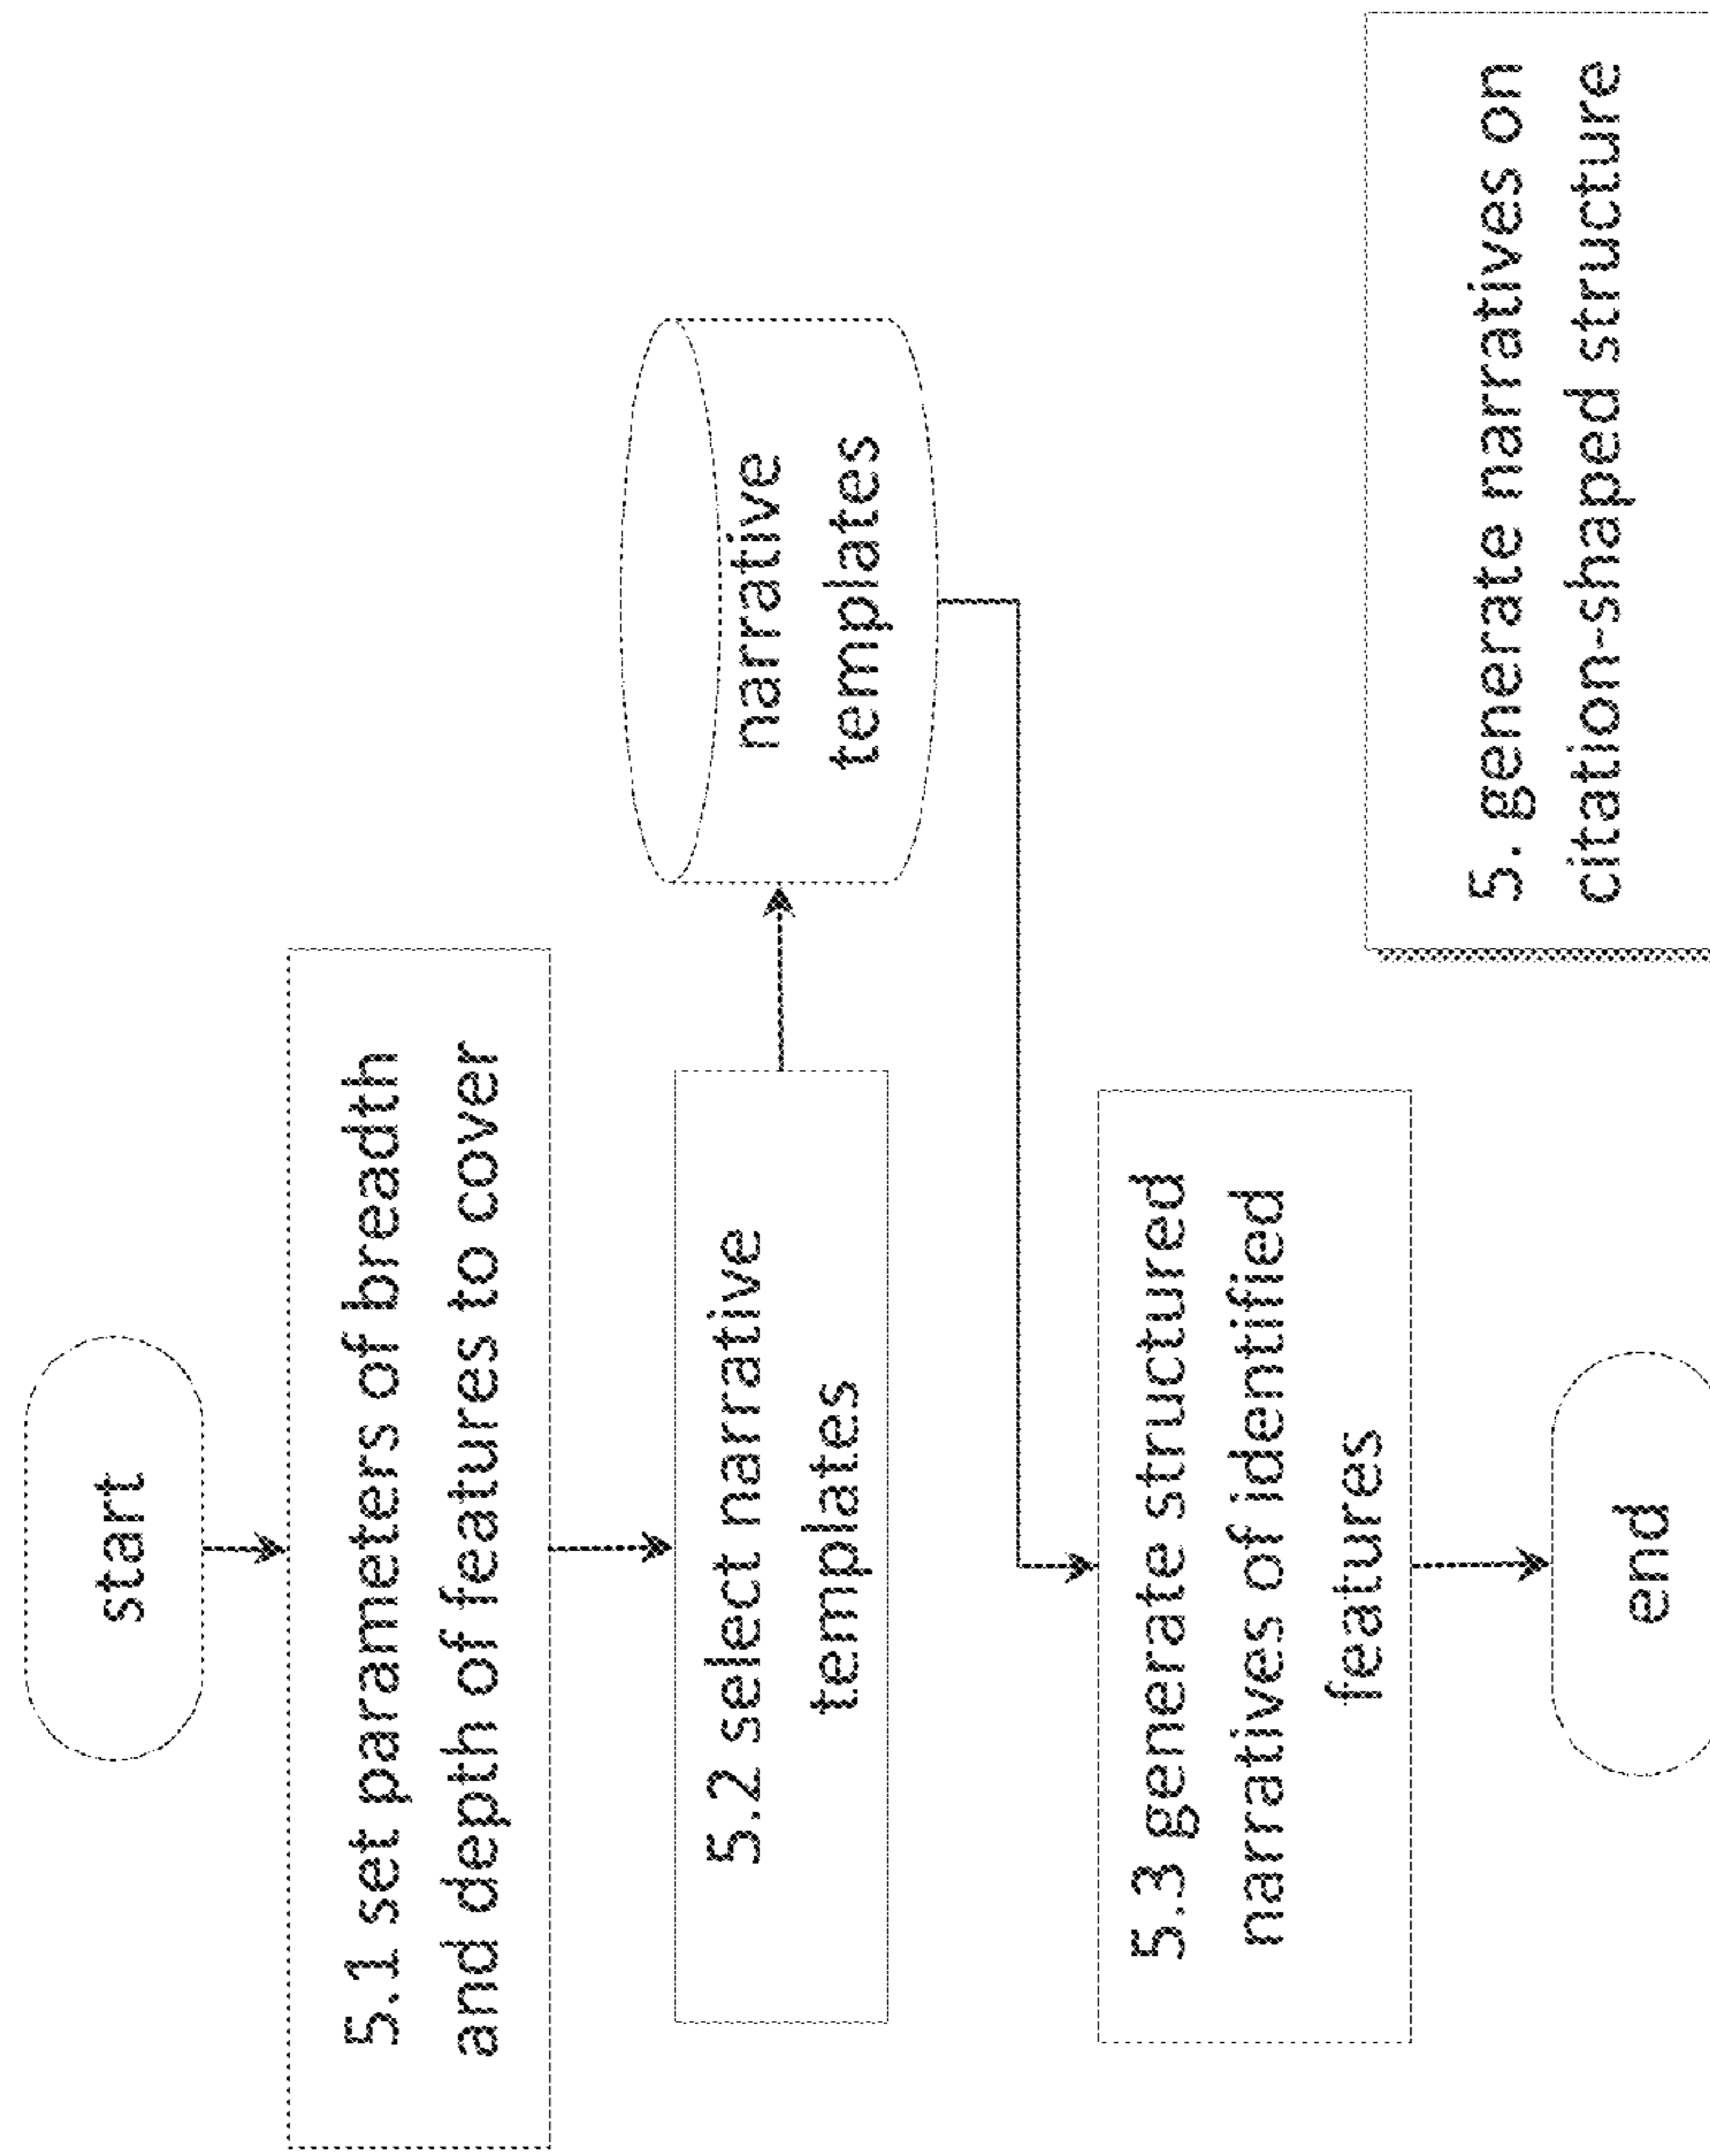 start
5.1 set parameters of breadth
and depth of features to cover
5.2 select narrative
templates
narrative
templates
5.3 generate structured
narratives of identified
features
end
5. generate narratives on
citation-shaped structure